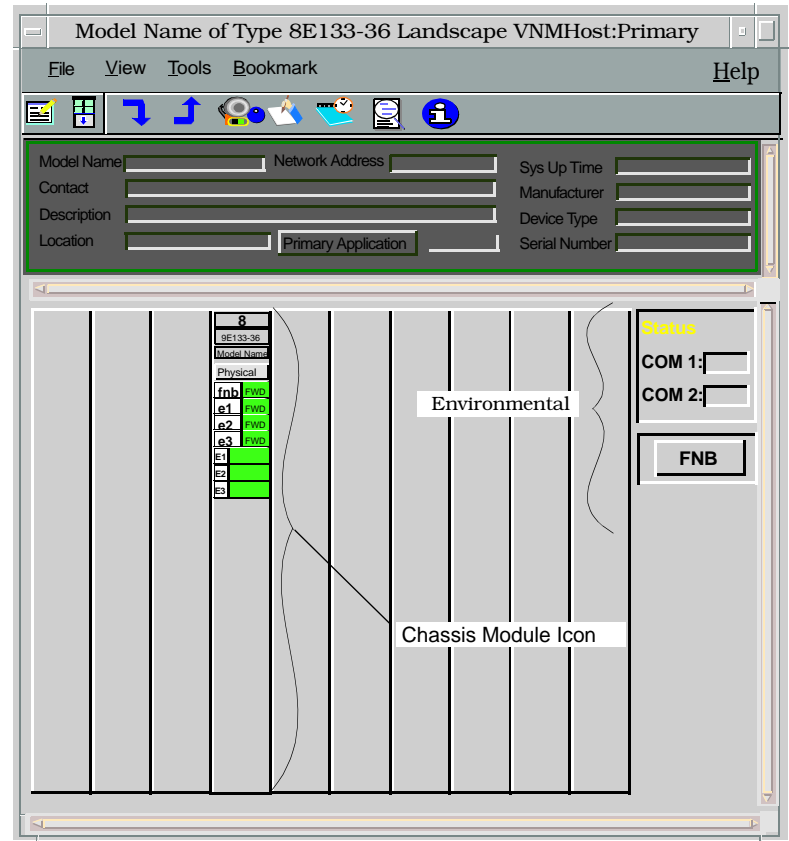 Model Name of Type 8E133-36 Landscape VNMHost:Primary
File View Tools Bookmark Help
Model Name Network Address Sys Up Time
Contact Manufacturer
Description Device Type
Location Primary Application Serial Number
8
9E133-36
Model Name
Physical
fnb FWD
e1 FWD
e2 FWD
e3 FWD
E1
E2
E3
Environmental
Chassis Module Icon
Status
COM 1:
COM 2:
FNB